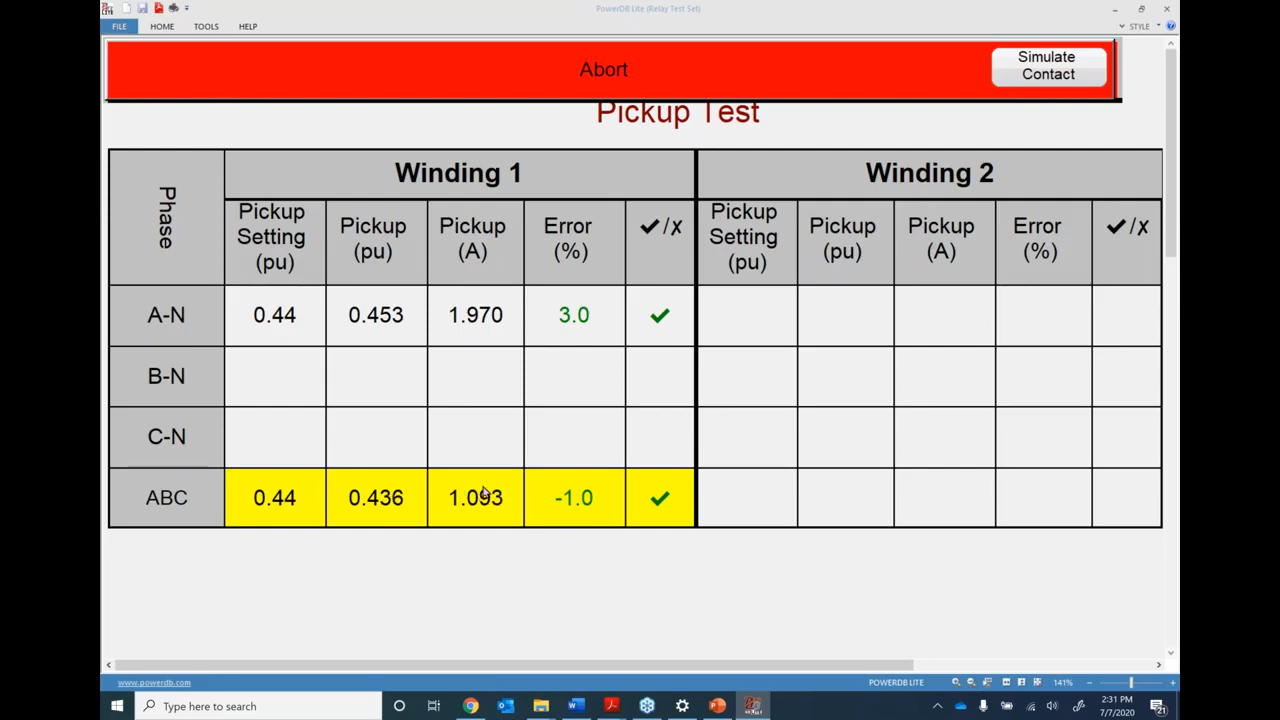 PowerDB Lite (Relay Test Set)
FILE HOME TOOLS HELP STYLE
Abort
Simulate
Contact
Pickup Test
Phase
Winding 1 Winding 2
Pickup Setting (pu) Pickup (pu) Pickup (A) Error (%) ✔/✗ Pickup Setting (pu) Pickup (pu) Pickup (A) Error (%) ✔/✗
A-N 0.44 0.453 1.970 3.0 ✔
B-N
C-N
ABC 0.44 0.436 1.093 -1.0 ✔
www.powerdb.com POWERDB LITE 141%
Type here to search
2:31 PM
7/7/2020
21